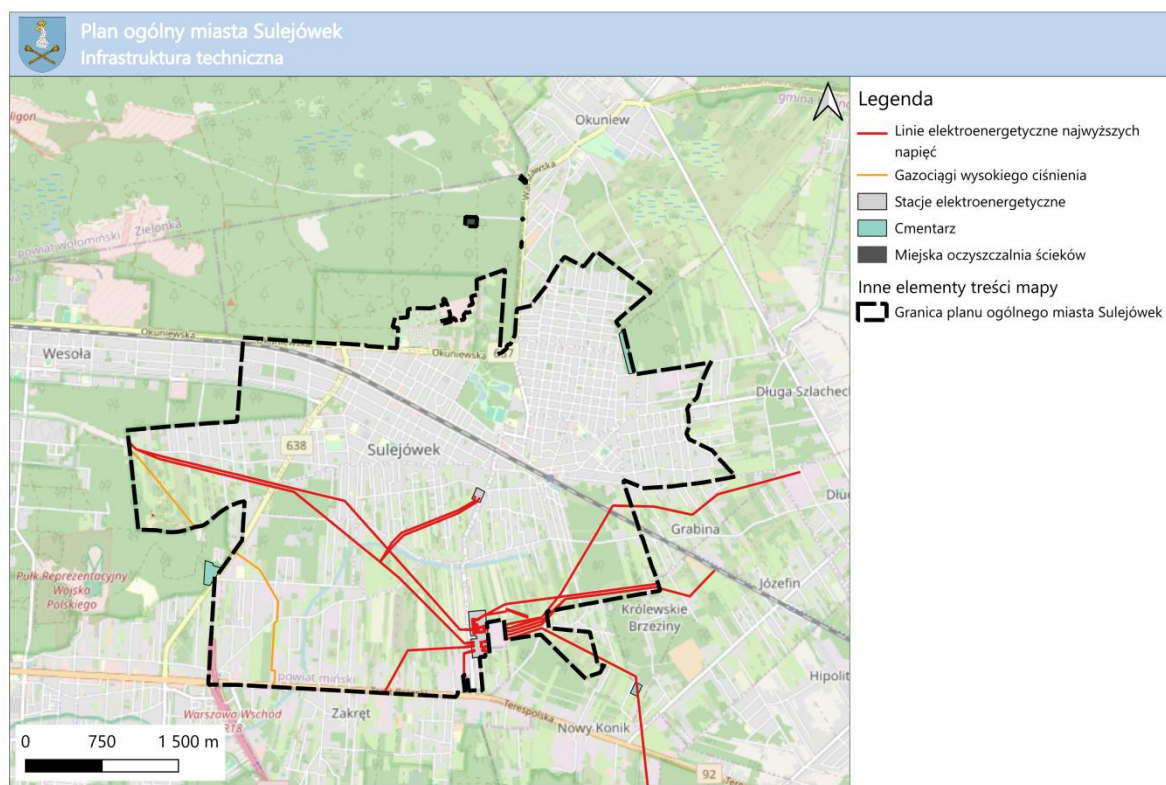 Plan ogólny miasta Sulejówek
Infrastruktura techniczna
Legenda
Linie elektroenergetyczne najwyższych
napięć
Gazociągi wysokiego ciśnienia
Stacje elektroenergetyczne
Cmentarz
Miejska oczyszczalnia ścieków
Inne elementy treści mapy
Granica planu ogólnego miasta Sulejówek
gmina
Okuniew
powiat wołomiński
Zielonka
Okuniewska
Wesoła
Okuniewska
637
Długa Szlachec
638
Sulejówek
Dług
Grabina
Pułk Reprezentacyjny
Wojska
Polskiego
Józefin
Królewskie
Brzeziny
powiat miński
Hipolit
Warszawa Wschód
Zakręt
Terespolska
Nowy Konik
92
0 750 1 500 m